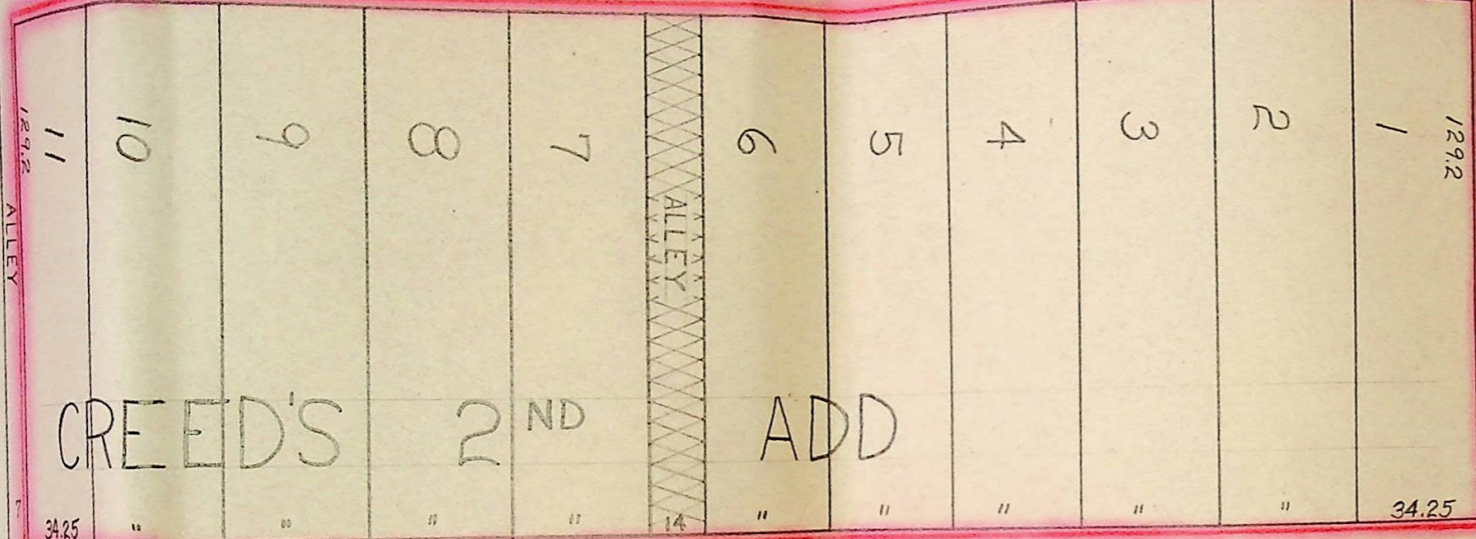 129.2 11 10 9 8 7 6 5 4 3 2 1 129.2
ALLEY
ALLEY
CREED'S 2ND ADD
7 34.25 " " " " 14 " " " " " 34.25